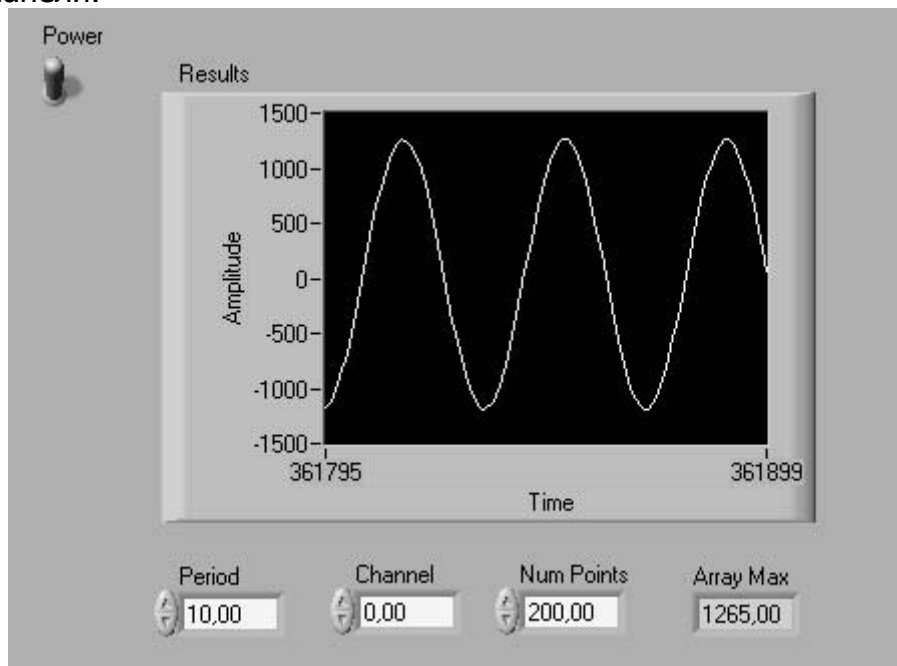 Power
Results
1500
1000
500
0
-500
-1000
-1500
Amplitude
361795
361899
Time
Period
Channel
Num Points
Array Max
10,00
0,00
200,00
1265,00